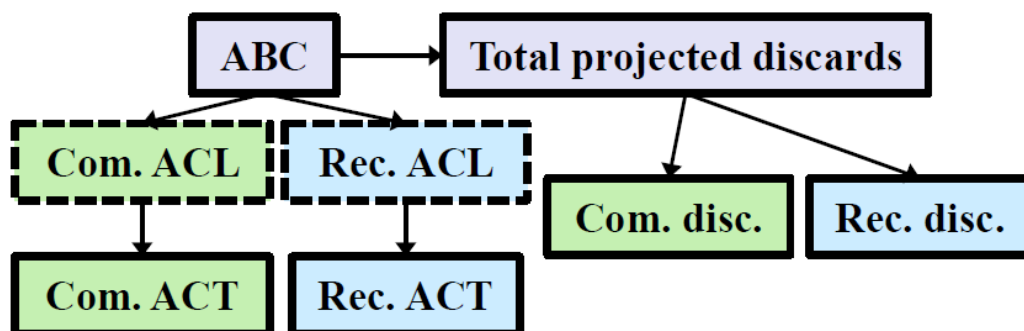 ABC
Total projected discards
Com. ACL
Rec. ACL
Com. disc.
Rec. disc.
Com. ACT
Rec. ACT